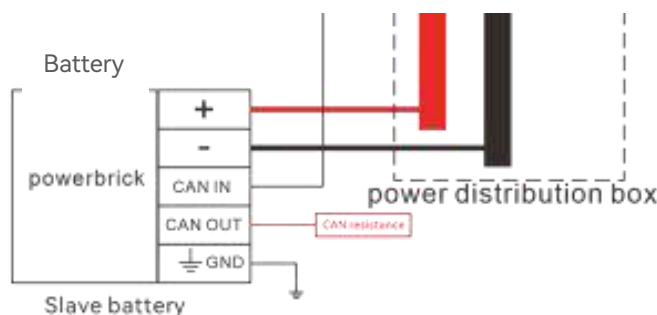 Battery
+
-
powerbrick
CAN IN
power distribution box
CAN OUT
CAN resistance
GND
Slave battery